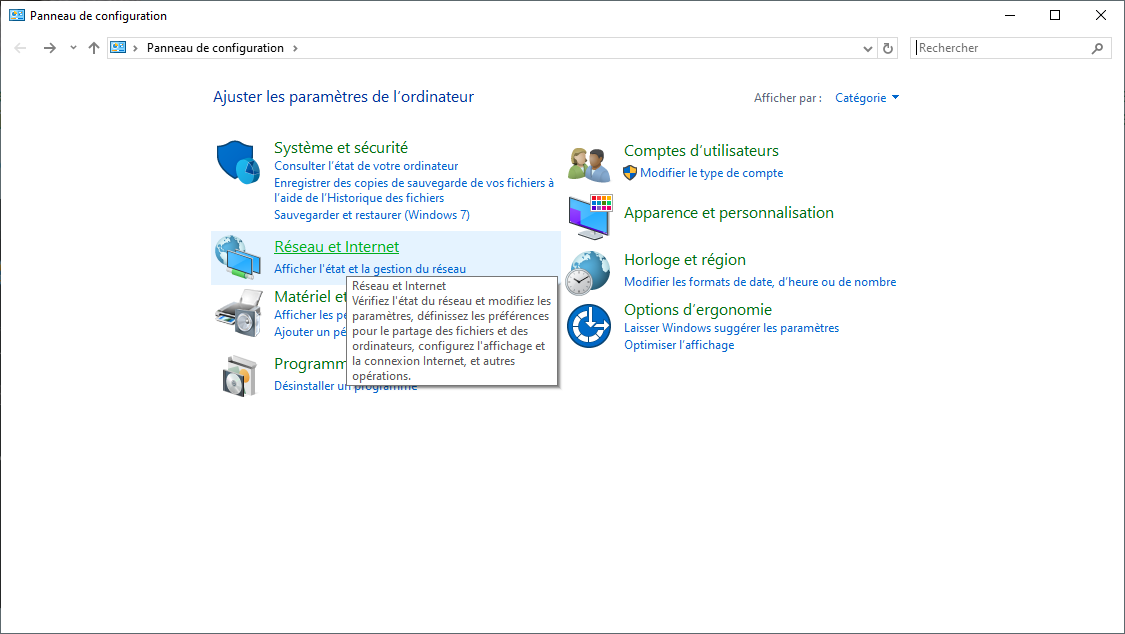 Panneau de configuration
Panneau de configuration
Rechercher
Ajuster les paramètres de l'ordinateur
Afficher par :
Catégorie
Système et sécurité
Consulter l'état de votre ordinateur
Enregistrer des copies de sauvegarde de vos fichiers à
l'aide de l'Historique des fichiers
Sauvegarder et restaurer (Windows 7)
Réseau et Internet
Afficher l'état et la gestion du réseau
Matériel et
Afficher les
Ajouter un
Réseau et Internet
Vérifiez l'état du réseau et modifiez les
paramètres, définissez les préférences
pour le partage des fichiers et des
ordinateurs, configurez l'affichage et
la connexion Internet, et autres
opérations.
Désinstaller un programme
Comptes d'utilisateurs
Modifier le type de compte
Apparence et personnalisation
Horloge et région
Modifier les formats de date, d'heure ou de nombre
Options d'ergonomie
Laisser Windows suggérer les paramètres
Optimiser l'affichage